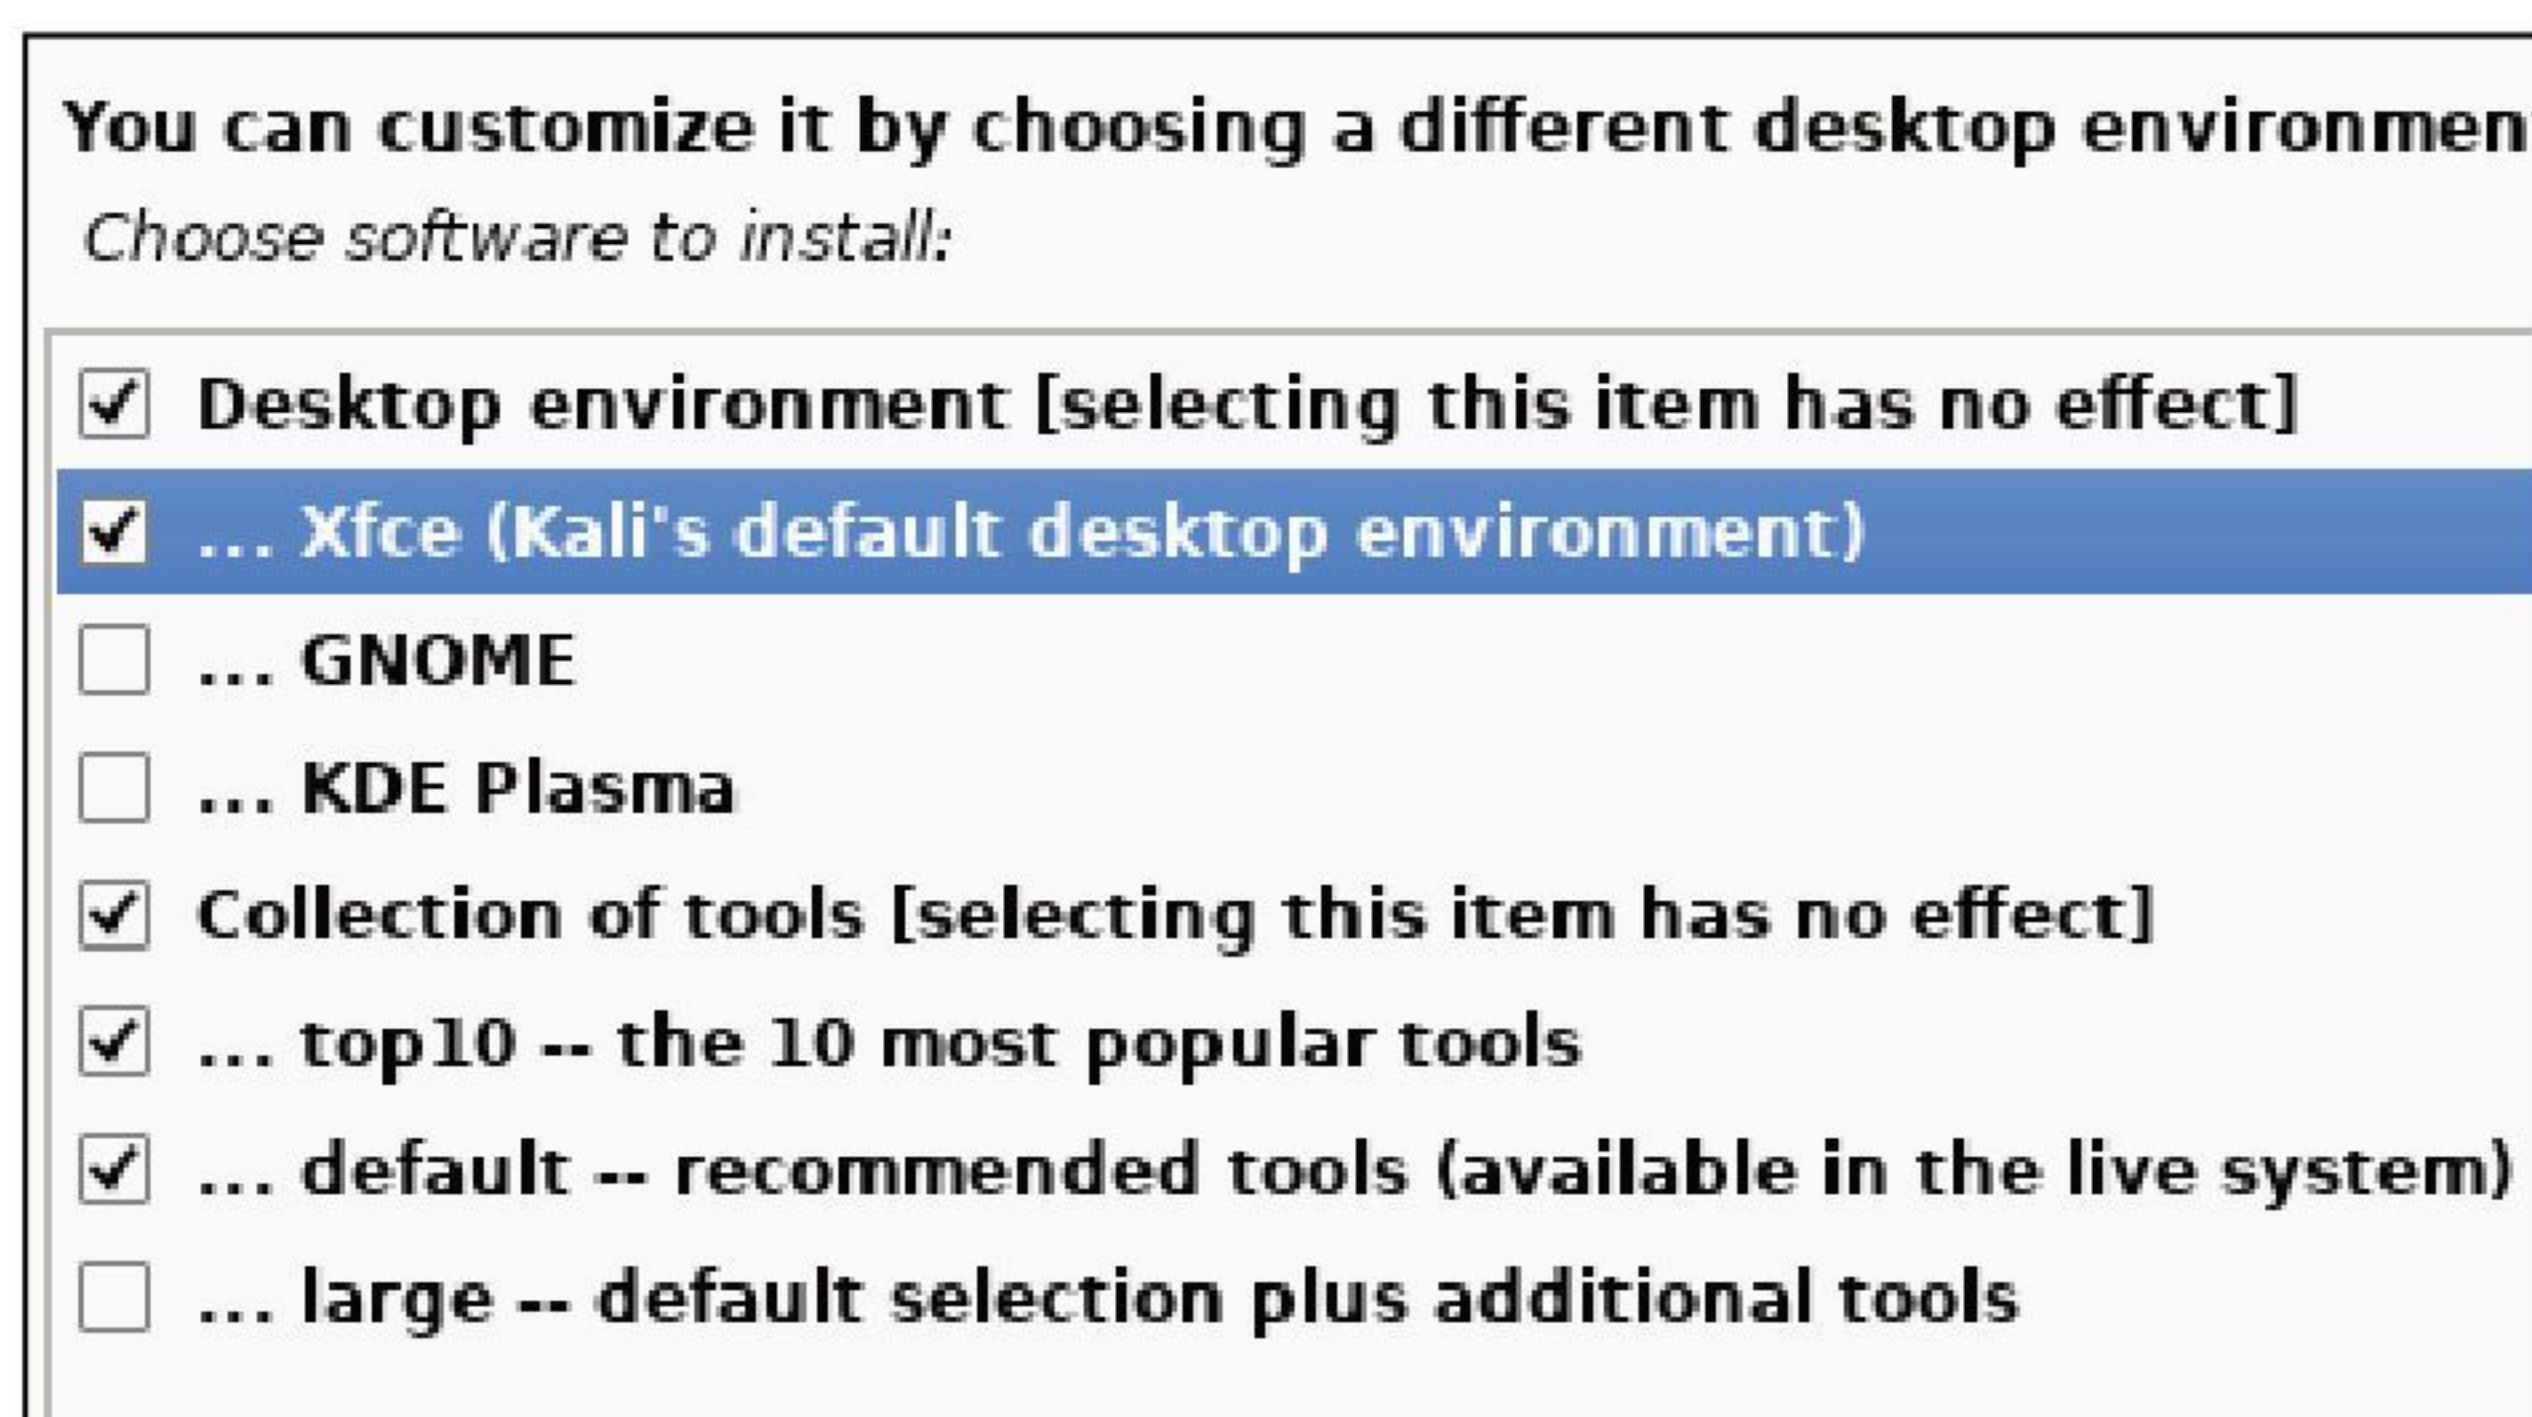 You can customize it by choosing a different desktop environment
Choose software to install:
Desktop environment [selecting this item has no effect]
... Xfce (Kali's default desktop environment)
... GNOME
... KDE Plasma
Collection of tools [selecting this item has no effect]
... top10 -- the 10 most popular tools
... default -- recommended tools (available in the live system)
... large -- default selection plus additional tools